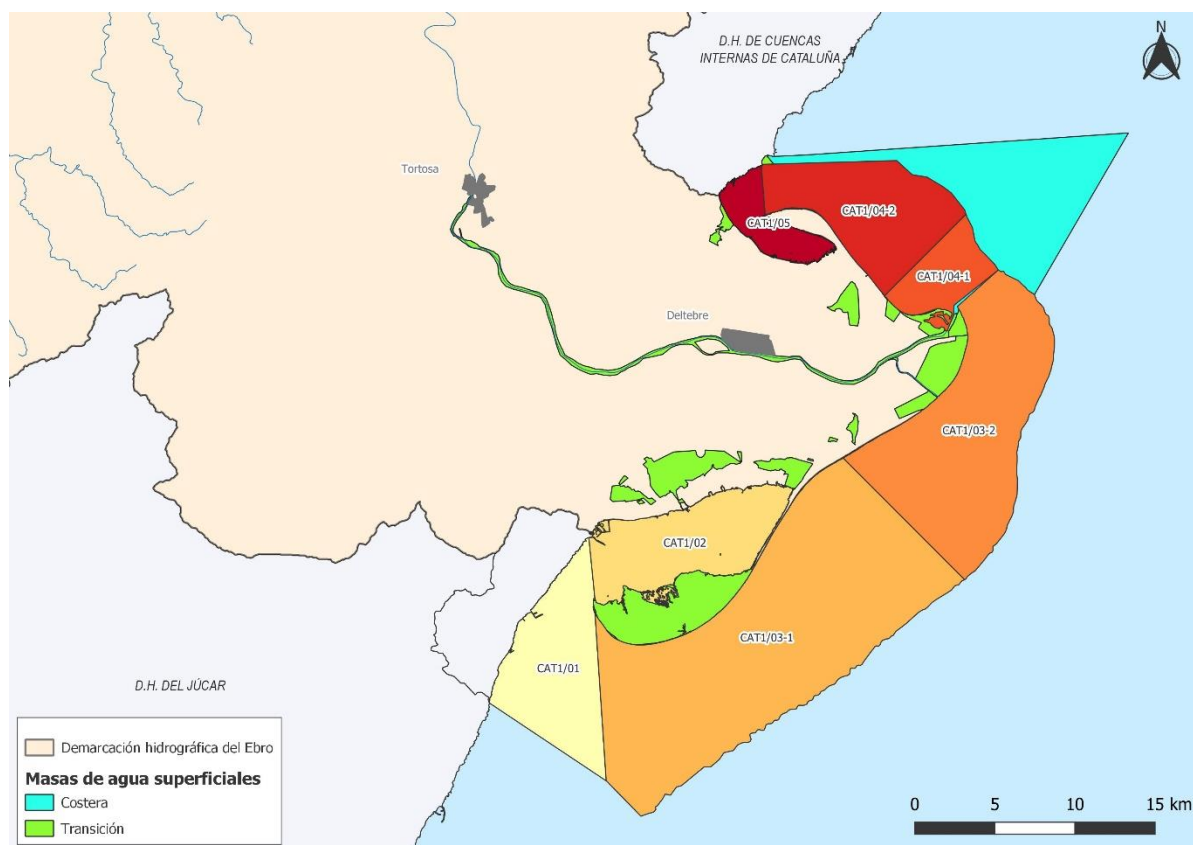 D.H. DE CUENCAS
INTERNAS DE CATALUÑA
N
Tortosa
CAT1/05
CAT1/04-2
CAT1/04-1
Deltebre
CAT1/03-2
CAT1/02
CAT1/03-1
CAT1/01
D.H. DEL JÚCAR
Demarcación hidrográfica del Ebro
Masas de agua superficiales
Costera
Transición
0 5 10 15 km